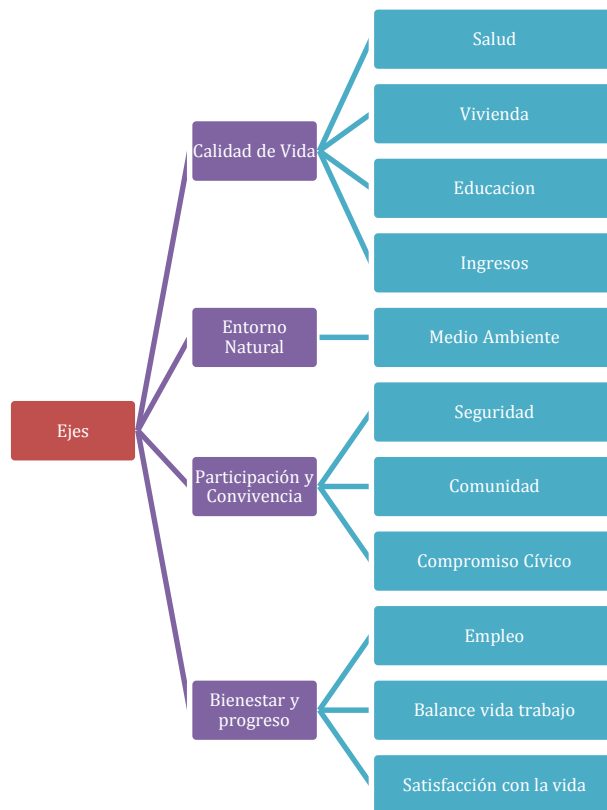 Salud
Vivienda
Calidad de Vida
Educacion
Ingresos
Entorno
Natural
Medio Ambiente
Ejes
Seguridad
Participación y
Convivencia
Comunidad
Compromiso Cívico
Empleo
Bienestar y
progreso
Balance vida trabajo
Satisfacción con la vida